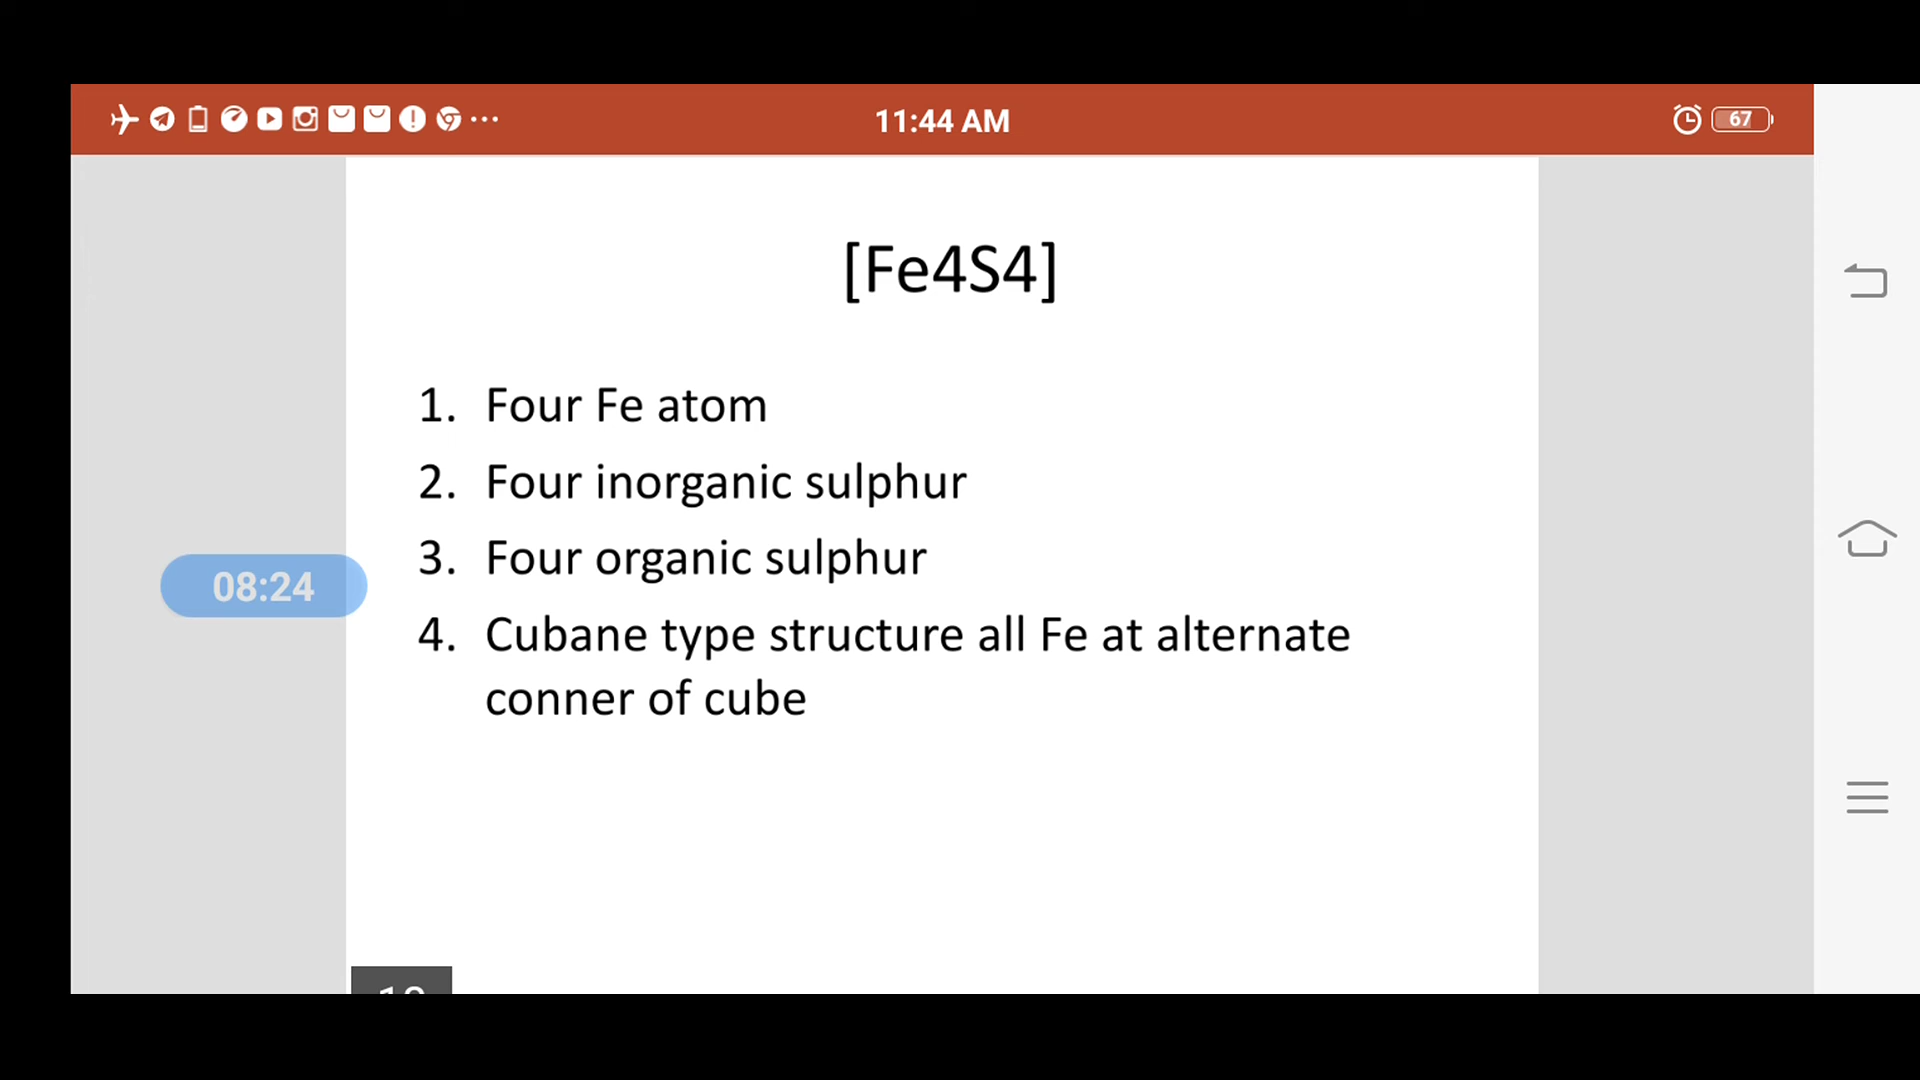 11:44 AM
67
[Fe4S4]
1. Four Fe atom
2. Four inorganic sulphur
3. Four organic sulphur
08:24
4. Cubane type structure all Fe at alternate
conner of cube